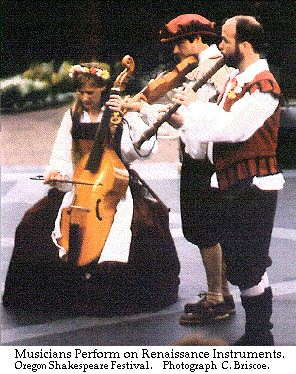 Musicians Perform on Renaissance Instruments.
Oregon Shakespeare Festival. Photograph C. Briscoe.